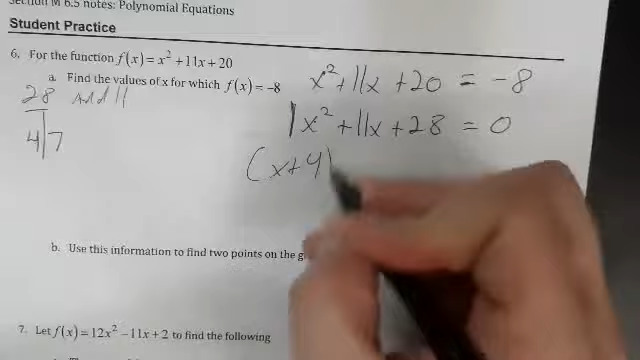 Section M 6.5 notes: Polynomial Equations
Student Practice
6. For the function f(x) = x² + 11x + 20
a. Find the values of x for which f(x) = -8
x² + 11x + 20 = -8
28 Add 11
4 | 7
1x² + 11x + 28 = 0
(x+4)
b. Use this information to find two points on the
7. Let f(x) = 12x² - 11x + 2 to find the following